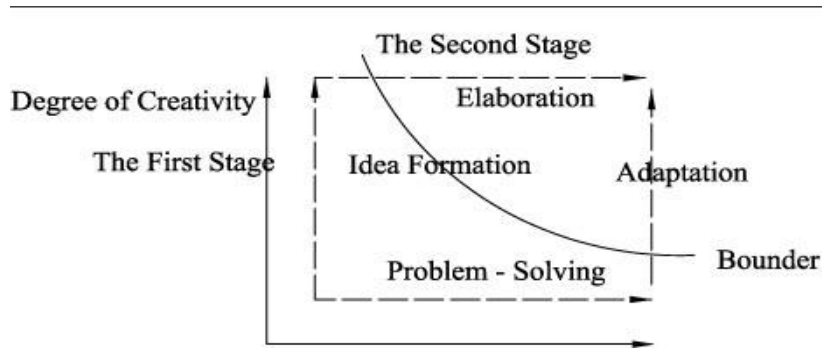 The Second Stage
Degree of Creativity
Elaboration
The First Stage
Idea Formation
Adaptation
Problem - Solving
Bounder